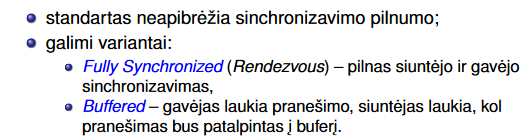 standartas neapibrėžia sinchronizavimo pilnumo;
galimi variantai:
Fully Synchronized (Rendezvous) – pilnas siuntėjo ir gavėjo
sinchronizavimas,
Buffered – gavėjas laukia pranešimo, siuntėjas laukia, kol
pranešimas bus patalpintas į buferį.